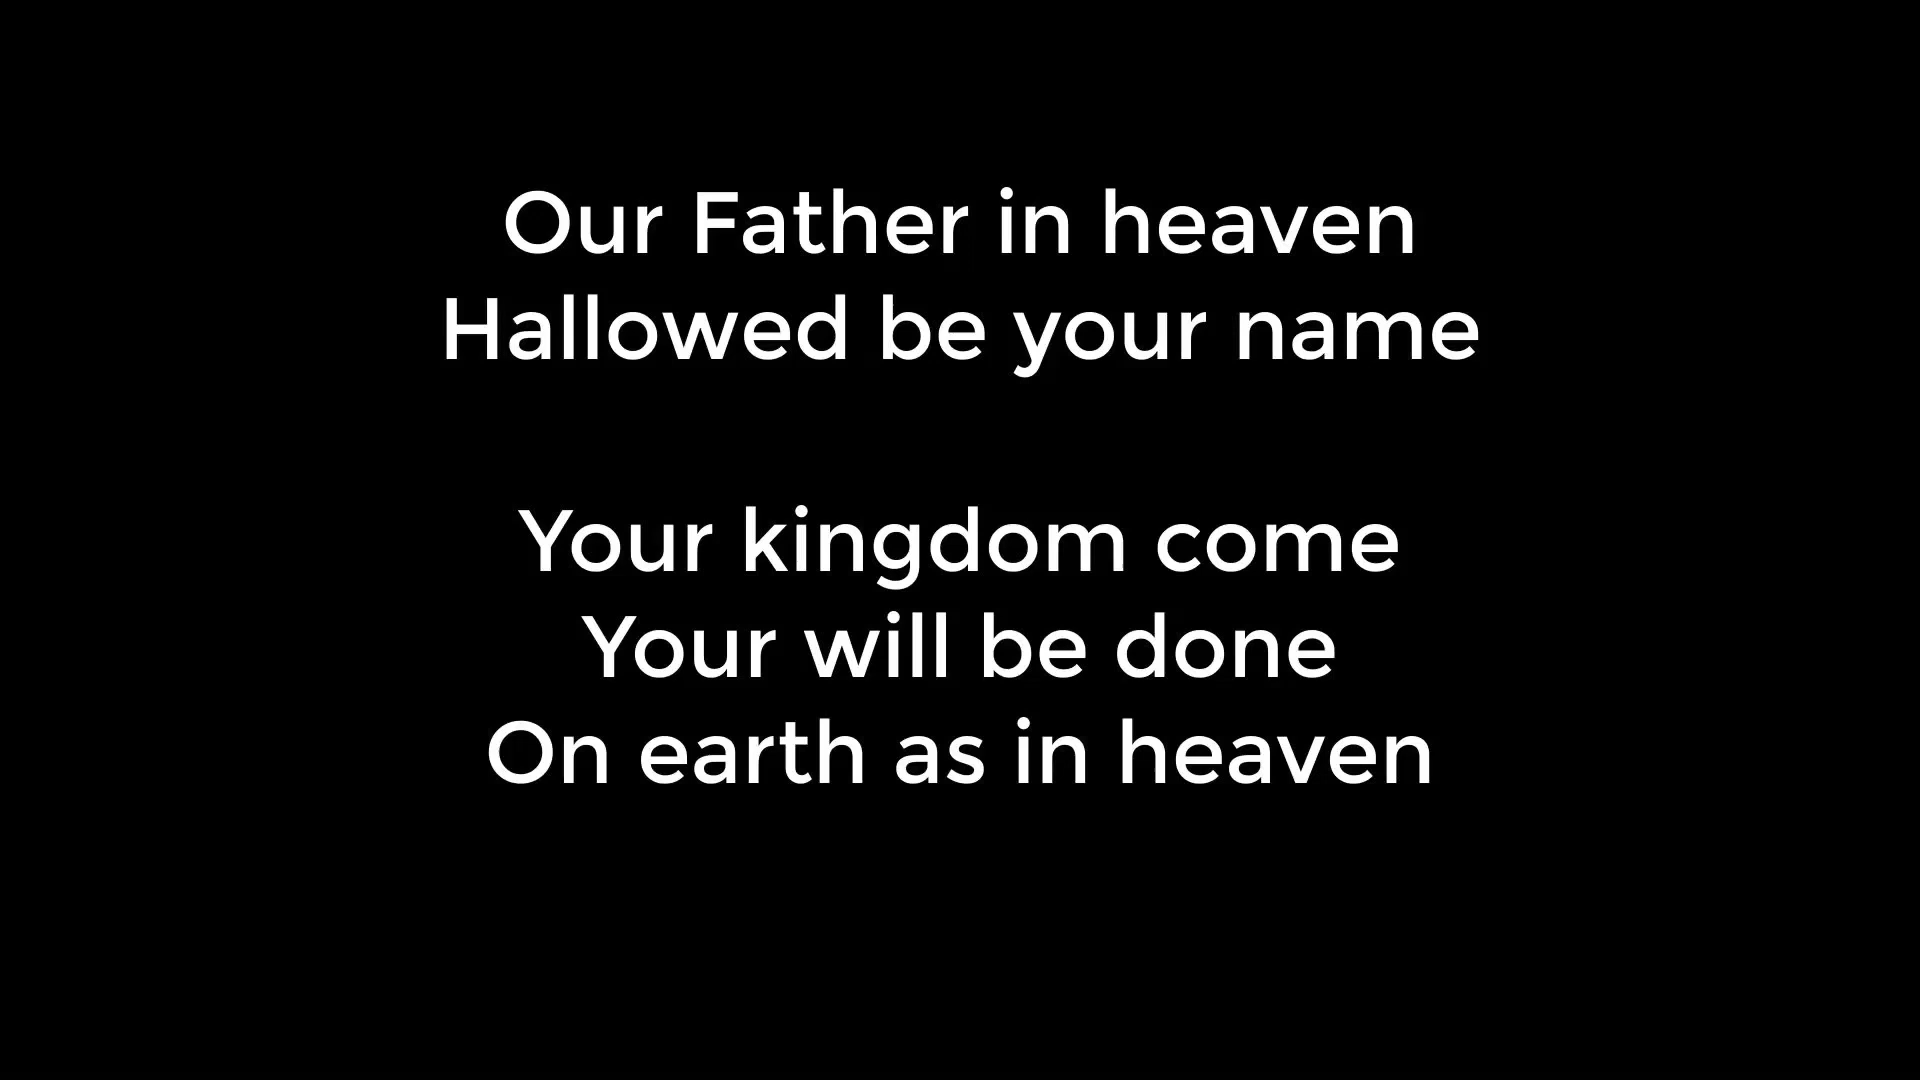 Our Father in heaven
Hallowed be your name
Your kingdom come
Your will be done
On earth as in heaven